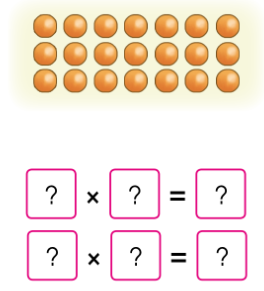 ? × ? = ?
? × ? = ?